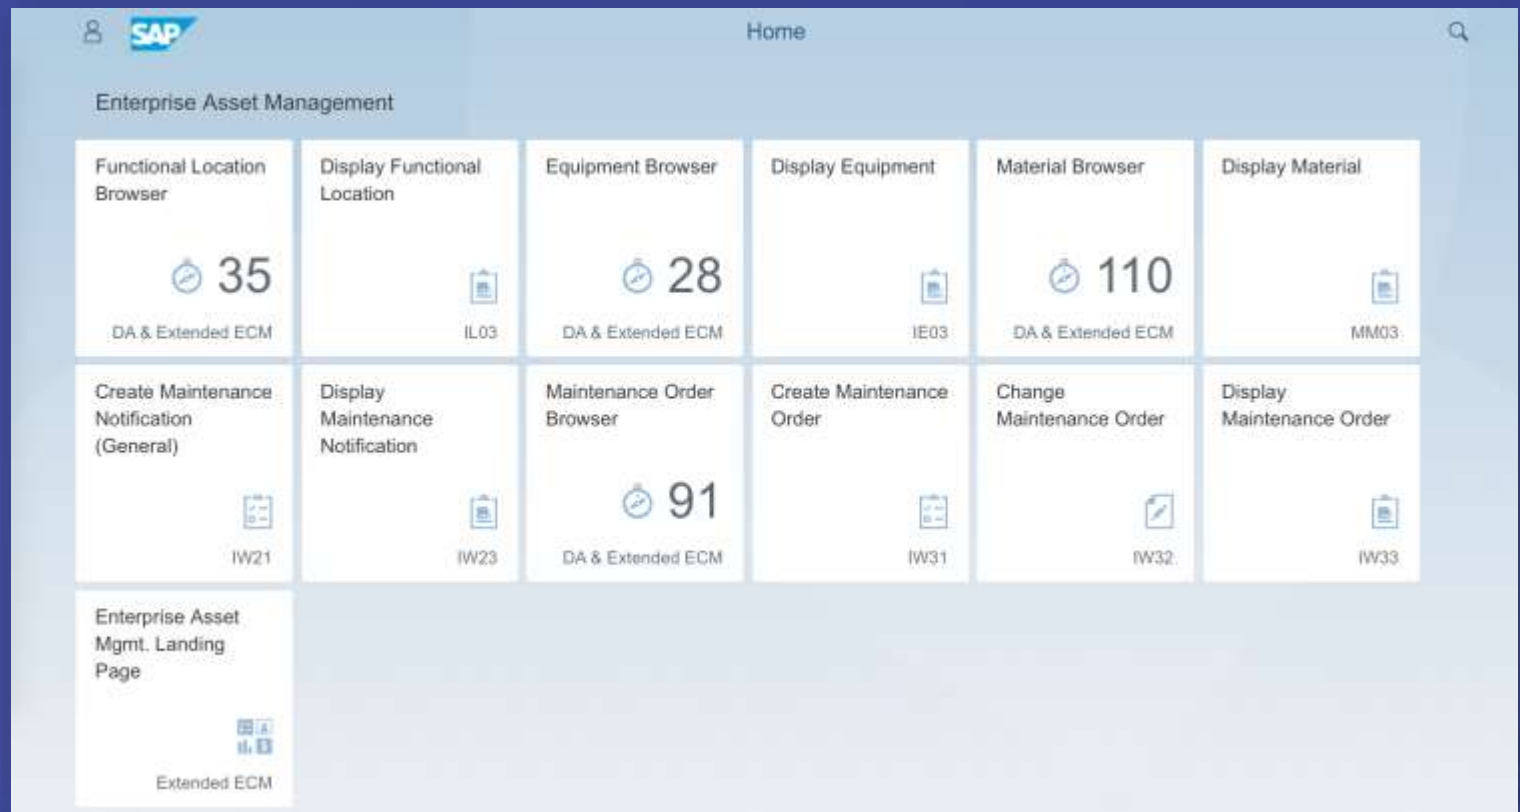 SAP
Home
Enterprise Asset Management
Functional Location
Browser
35
DA & Extended ECM
Display Functional
Location
IL03
Equipment Browser
28
DA & Extended ECM
Display Equipment
IE03
Material Browser
110
DA & Extended ECM
Display Material
MM03
Create Maintenance
Notification
(General)
IW21
Display
Maintenance
Notification
IW23
Maintenance Order
Browser
91
DA & Extended ECM
Create Maintenance
Order
IW31
Change
Maintenance Order
IW32
Display
Maintenance Order
IW33
Enterprise Asset
Mgmt. Landing
Page
Extended ECM